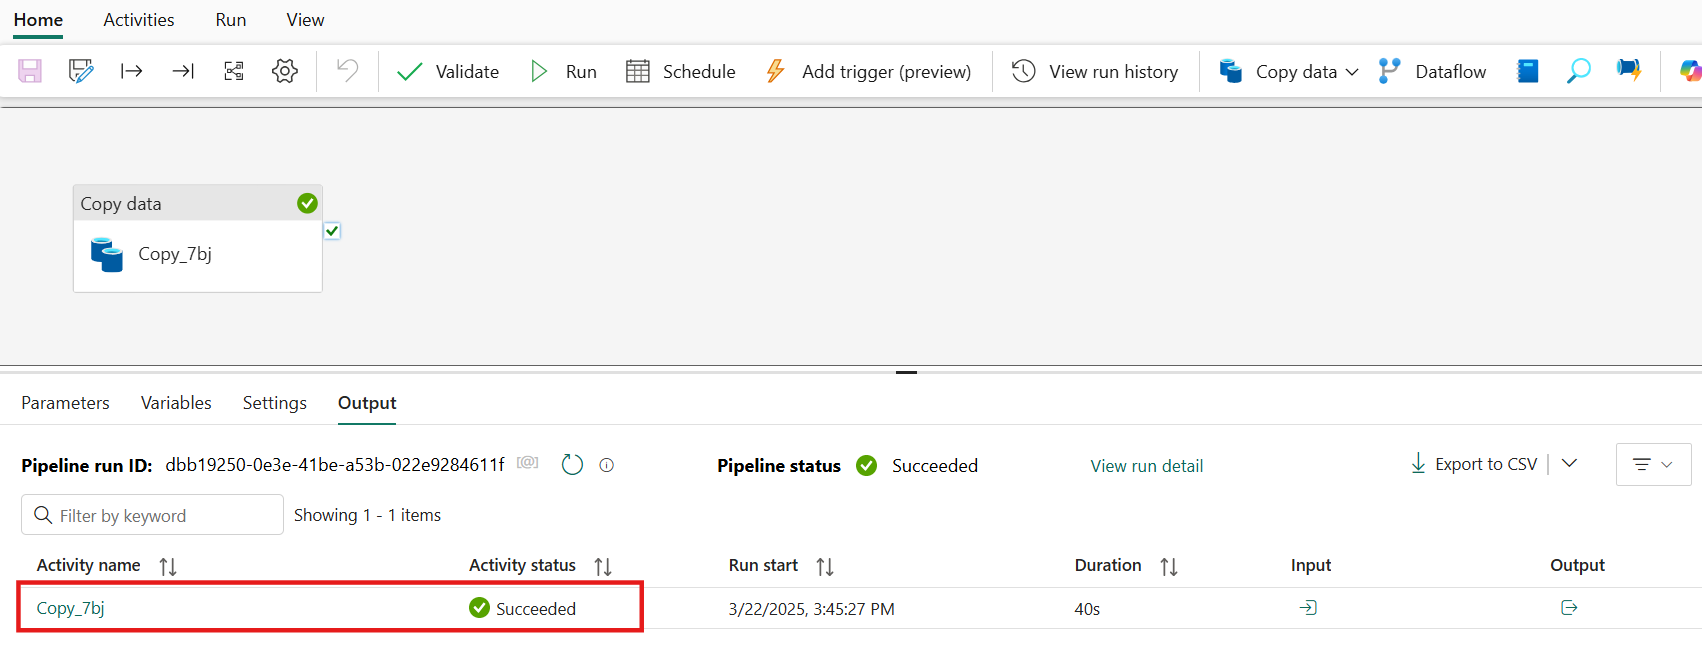 Home Activities Run View
Validate Run Schedule Add trigger (preview) View run history Copy data Dataflow
Copy data
Copy_7bj
Parameters Variables Settings Output
Pipeline run ID: dbb19250-0e3e-41be-a53b-022e9284611f [@] Pipeline status Succeeded View run detail Export to CSV
Filter by keyword Showing 1 - 1 items
Activity name Activity status Run start Duration Input Output
Copy_7bj Succeeded 3/22/2025, 3:45:27 PM 40s